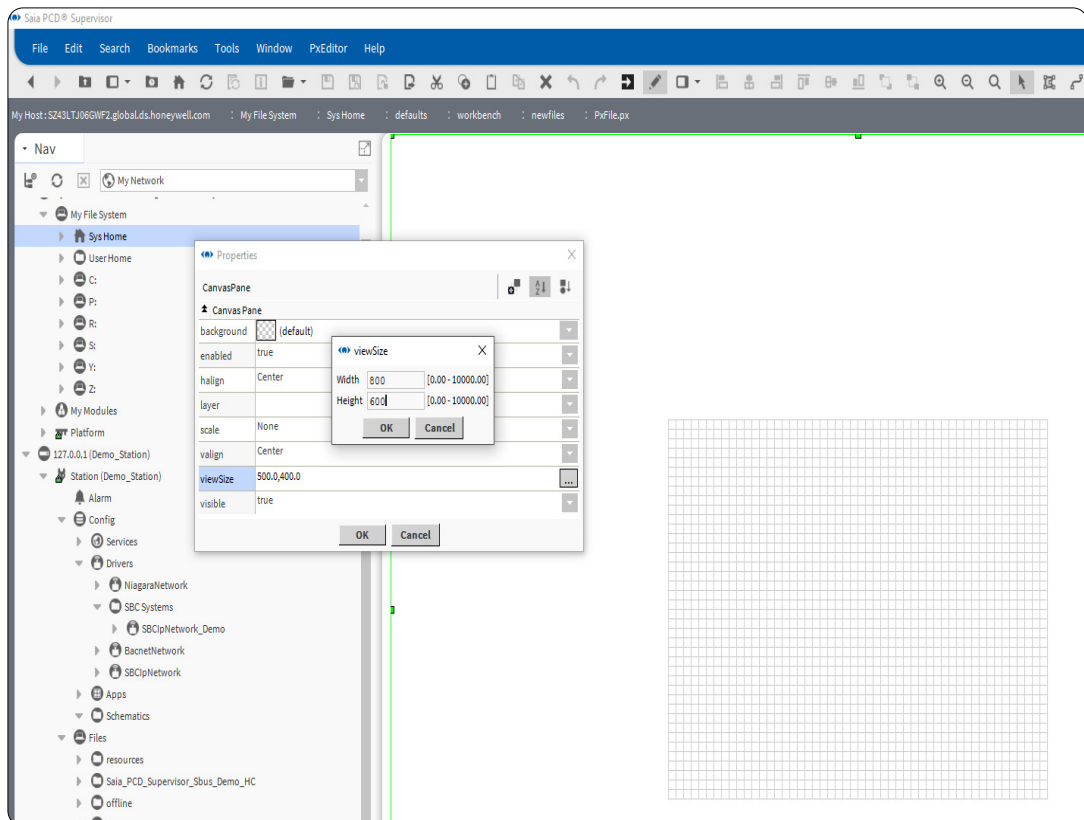 Saia PCD® Supervisor
File Edit Search Bookmarks Tools Window PxEditor Help
My Host : SZ43LTJ06GWF2.global.ds.honeywell.com : My File System : Sys Home : defaults : workbench : newfiles : PxFile.px
Nav
My Network
My File System
Sys Home
User Home
C:
P:
R:
S:
Y:
Z:
My Modules
Platform
127.0.0.1 (Demo_Station)
Station (Demo_Station)
Alarm
Config
Services
Drivers
NiagaraNetwork
SBC Systems
SBCIpNetwork_Demo
BacnetNetwork
SBCIpNetwork
Apps
Schematics
Files
resources
Saia_PCD_Supervisor_Sbus_Demo_HC
offline
Properties
CanvasPane
Canvas Pane
background (default)
enabled true
halign Center
layer
scale None
valign Center
viewSize 500.0,400.0 ...
visible true
OK Cancel
viewSize X
Width 800 [0.00 - 10000.00]
Height 600 [0.00 - 10000.00]
OK Cancel